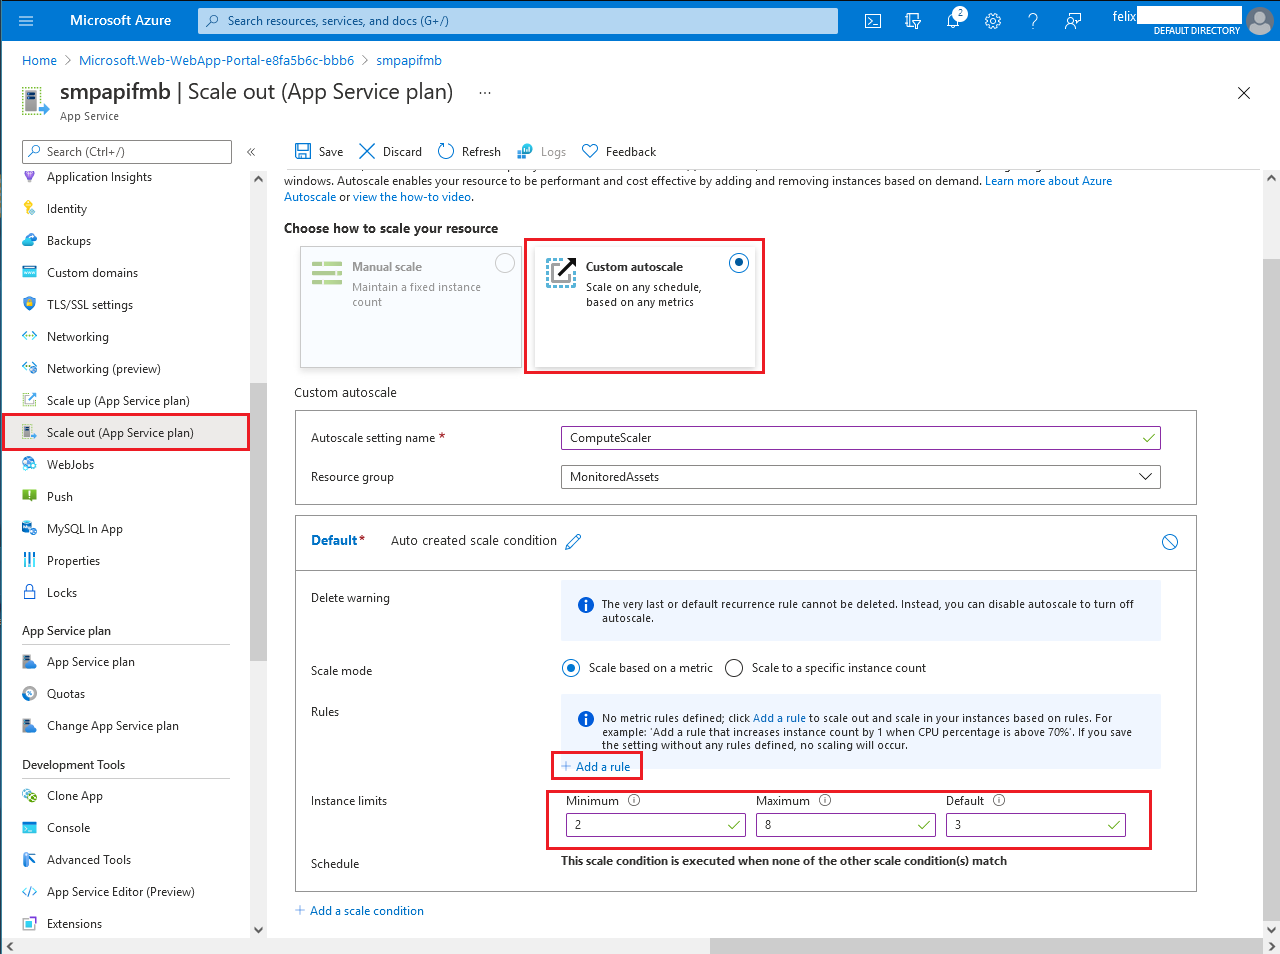 Microsoft Azure
Search resources, services, and docs (G+/)
2
felix
DEFAULT DIRECTORY
Home > Microsoft.Web-WebApp-Portal-e8fa5b6c-bbb6 > smpapifmb
smpapifmb | Scale out (App Service plan) ...
App Service
Search (Ctrl+/)
«
Save
Discard
Refresh
Logs
Feedback
Application Insights
Identity
Backups
Custom domains
TLS/SSL settings
Networking
Networking (preview)
Scale up (App Service plan)
Scale out (App Service plan)
WebJobs
Push
MySQL In App
Properties
Locks
App Service plan
App Service plan
Quotas
Change App Service plan
Development Tools
Clone App
Console
Advanced Tools
App Service Editor (Preview)
Extensions
windows. Autoscale enables your resource to be performant and cost effective by adding and removing instances based on demand. Learn more about Azure
Autoscale or view the how-to video.
Choose how to scale your resource
Manual scale
Maintain a fixed instance
count
Custom autoscale
Scale on any schedule,
based on any metrics
Custom autoscale
Autoscale setting name *
ComputeScaler
Resource group
MonitoredAssets
Default* Auto created scale condition
Delete warning
The very last or default recurrence rule cannot be deleted. Instead, you can disable autoscale to turn off
autoscale.
Scale mode
Scale based on a metric
Scale to a specific instance count
Rules
No metric rules defined; click Add a rule to scale out and scale in your instances based on rules. For
example: 'Add a rule that increases instance count by 1 when CPU percentage is above 70%'. If you save
the setting without any rules defined, no scaling will occur.
+ Add a rule
Instance limits
Minimum
Maximum
Default
2
8
3
Schedule
This scale condition is executed when none of the other scale condition(s) match
+ Add a scale condition